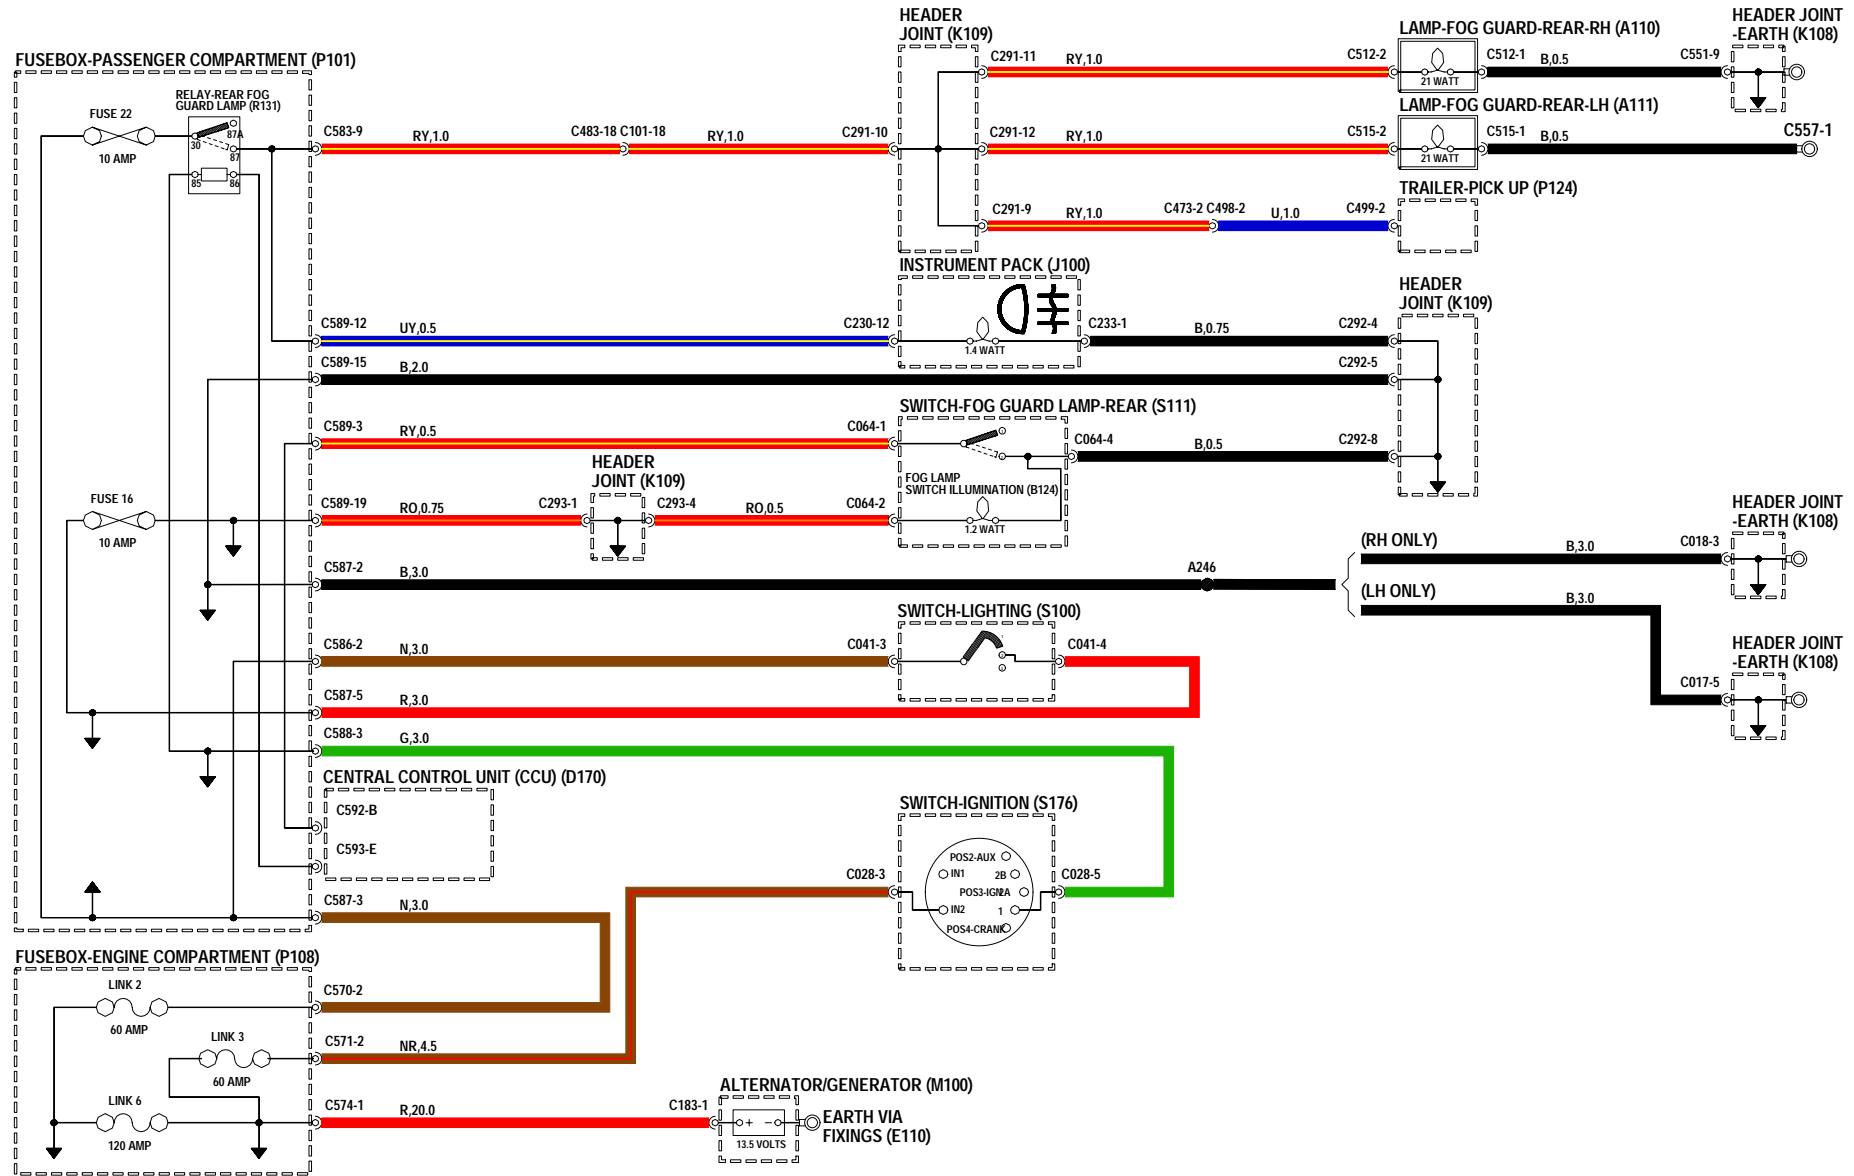 HEADER
JOINT (K109)
LAMP-FOG GUARD-REAR-RH (A110)
HEADER JOINT
-EARTH (K108)
FUSEBOX-PASSENGER COMPARTMENT (P101)
C291-11
RY,1.0
C512-2
C512-1
B,0.5
C551-9
21 WATT
RELAY-REAR FOG
GUARD LAMP (R131)
FUSE 22
10 AMP
87A
30
87
85
86
LAMP-FOG GUARD-REAR-LH (A111)
C583-9
RY,1.0
C483-18 C101-18
RY,1.0
C291-10
C291-12
RY,1.0
C515-2
C515-1
B,0.5
C557-1
21 WATT
TRAILER-PICK UP (P124)
C291-9
RY,1.0
C473-2 C498-2
U,1.0
C499-2
INSTRUMENT PACK (J100)
HEADER
JOINT (K109)
C589-12
UY,0.5
C230-12
1.4 WATT
C233-1
B,0.75
C292-4
C589-15
B,2.0
C292-5
SWITCH-FOG GUARD LAMP-REAR (S111)
C589-3
RY,0.5
C064-1
C064-4
B,0.5
C292-8
HEADER
JOINT (K109)
FOG LAMP
SWITCH ILLUMINATION (B124)
FUSE 16
10 AMP
C589-19
RO,0.75
C293-1
C293-4
RO,0.5
C064-2
1.2 WATT
HEADER JOINT
-EARTH (K108)
(RH ONLY)
B,3.0
C018-3
C587-2
B,3.0
A246
(LH ONLY)
B,3.0
SWITCH-LIGHTING (S100)
C586-2
N,3.0
C041-3
C041-4
HEADER JOINT
-EARTH (K108)
C017-5
C587-5
R,3.0
C588-3
G,3.0
CENTRAL CONTROL UNIT (CCU) (D170)
C592-B
C593-E
SWITCH-IGNITION (S176)
POS2-AUX
IN1
2B
POS3-IGN
2A
IN2
1
POS4-CRANK
C028-3
C028-5
C587-3
N,3.0
FUSEBOX-ENGINE COMPARTMENT (P108)
LINK 2
60 AMP
C570-2
LINK 3
60 AMP
C571-2
NR,4.5
LINK 6
120 AMP
C574-1
R,20.0
C183-1
ALTERNATOR/GENERATOR (M100)
+ -
13.5 VOLTS
EARTH VIA
FIXINGS (E110)